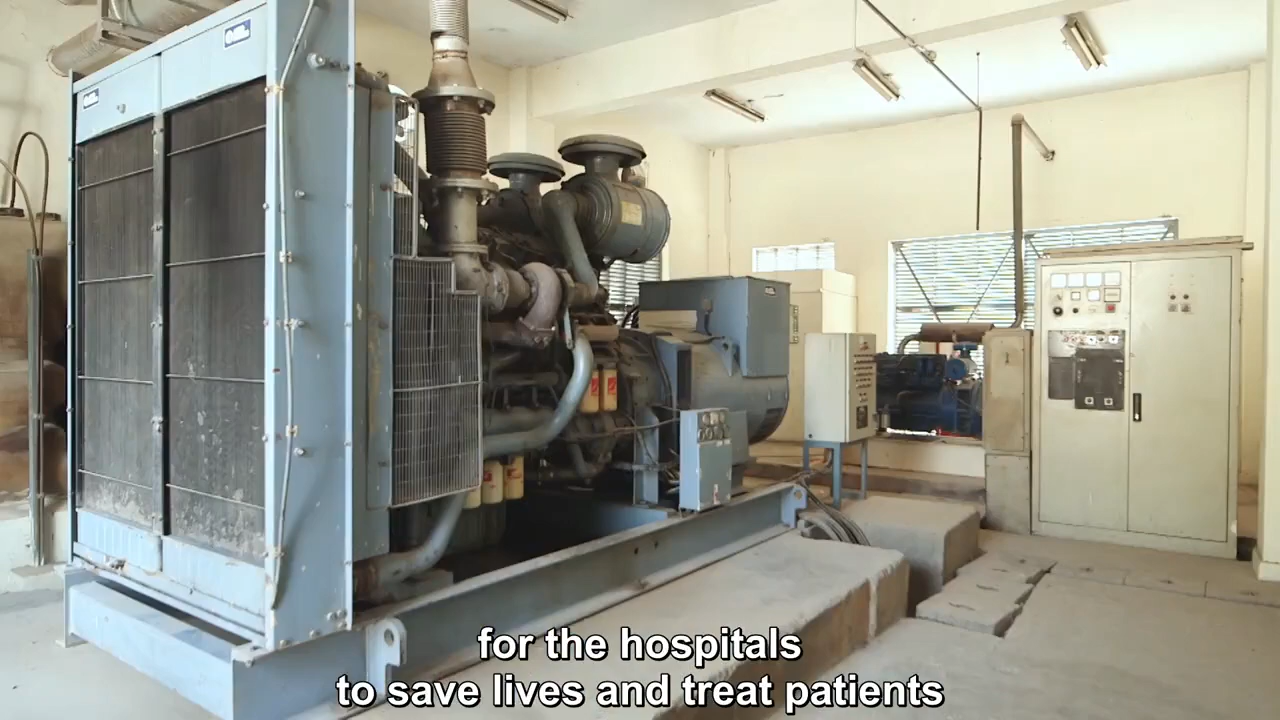 for the hospitals
to save lives and treat patients